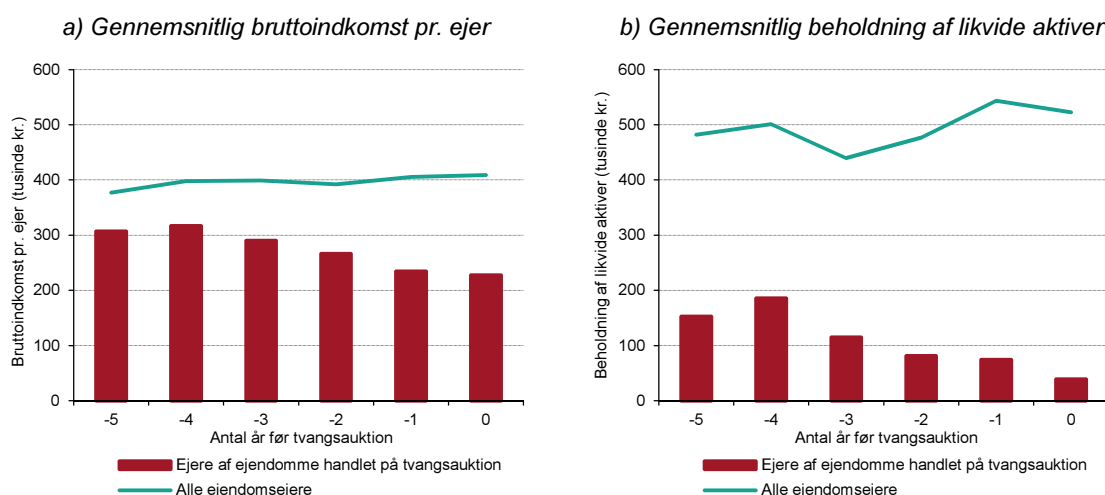 a) Gennemsnitlig bruttoindkomst pr. ejer
Bruttoindkomst pr. ejer (tusinde kr.)
600
500
400
300
200
100
0
-5 -4 -3 -2 -1 0
Antal år før tvangsauktion
Ejere af ejendomme handlet på tvangsauktion
Alle ejendomsejere
b) Gennemsnitlig beholdning af likvide aktiver
Beholdning af likvide aktiver (tusinde kr.)
600
500
400
300
200
100
0
-5 -4 -3 -2 -1 0
Antal år før tvangsauktion
Ejere af ejendomme handlet på tvangsauktion
Alle ejendomsejere